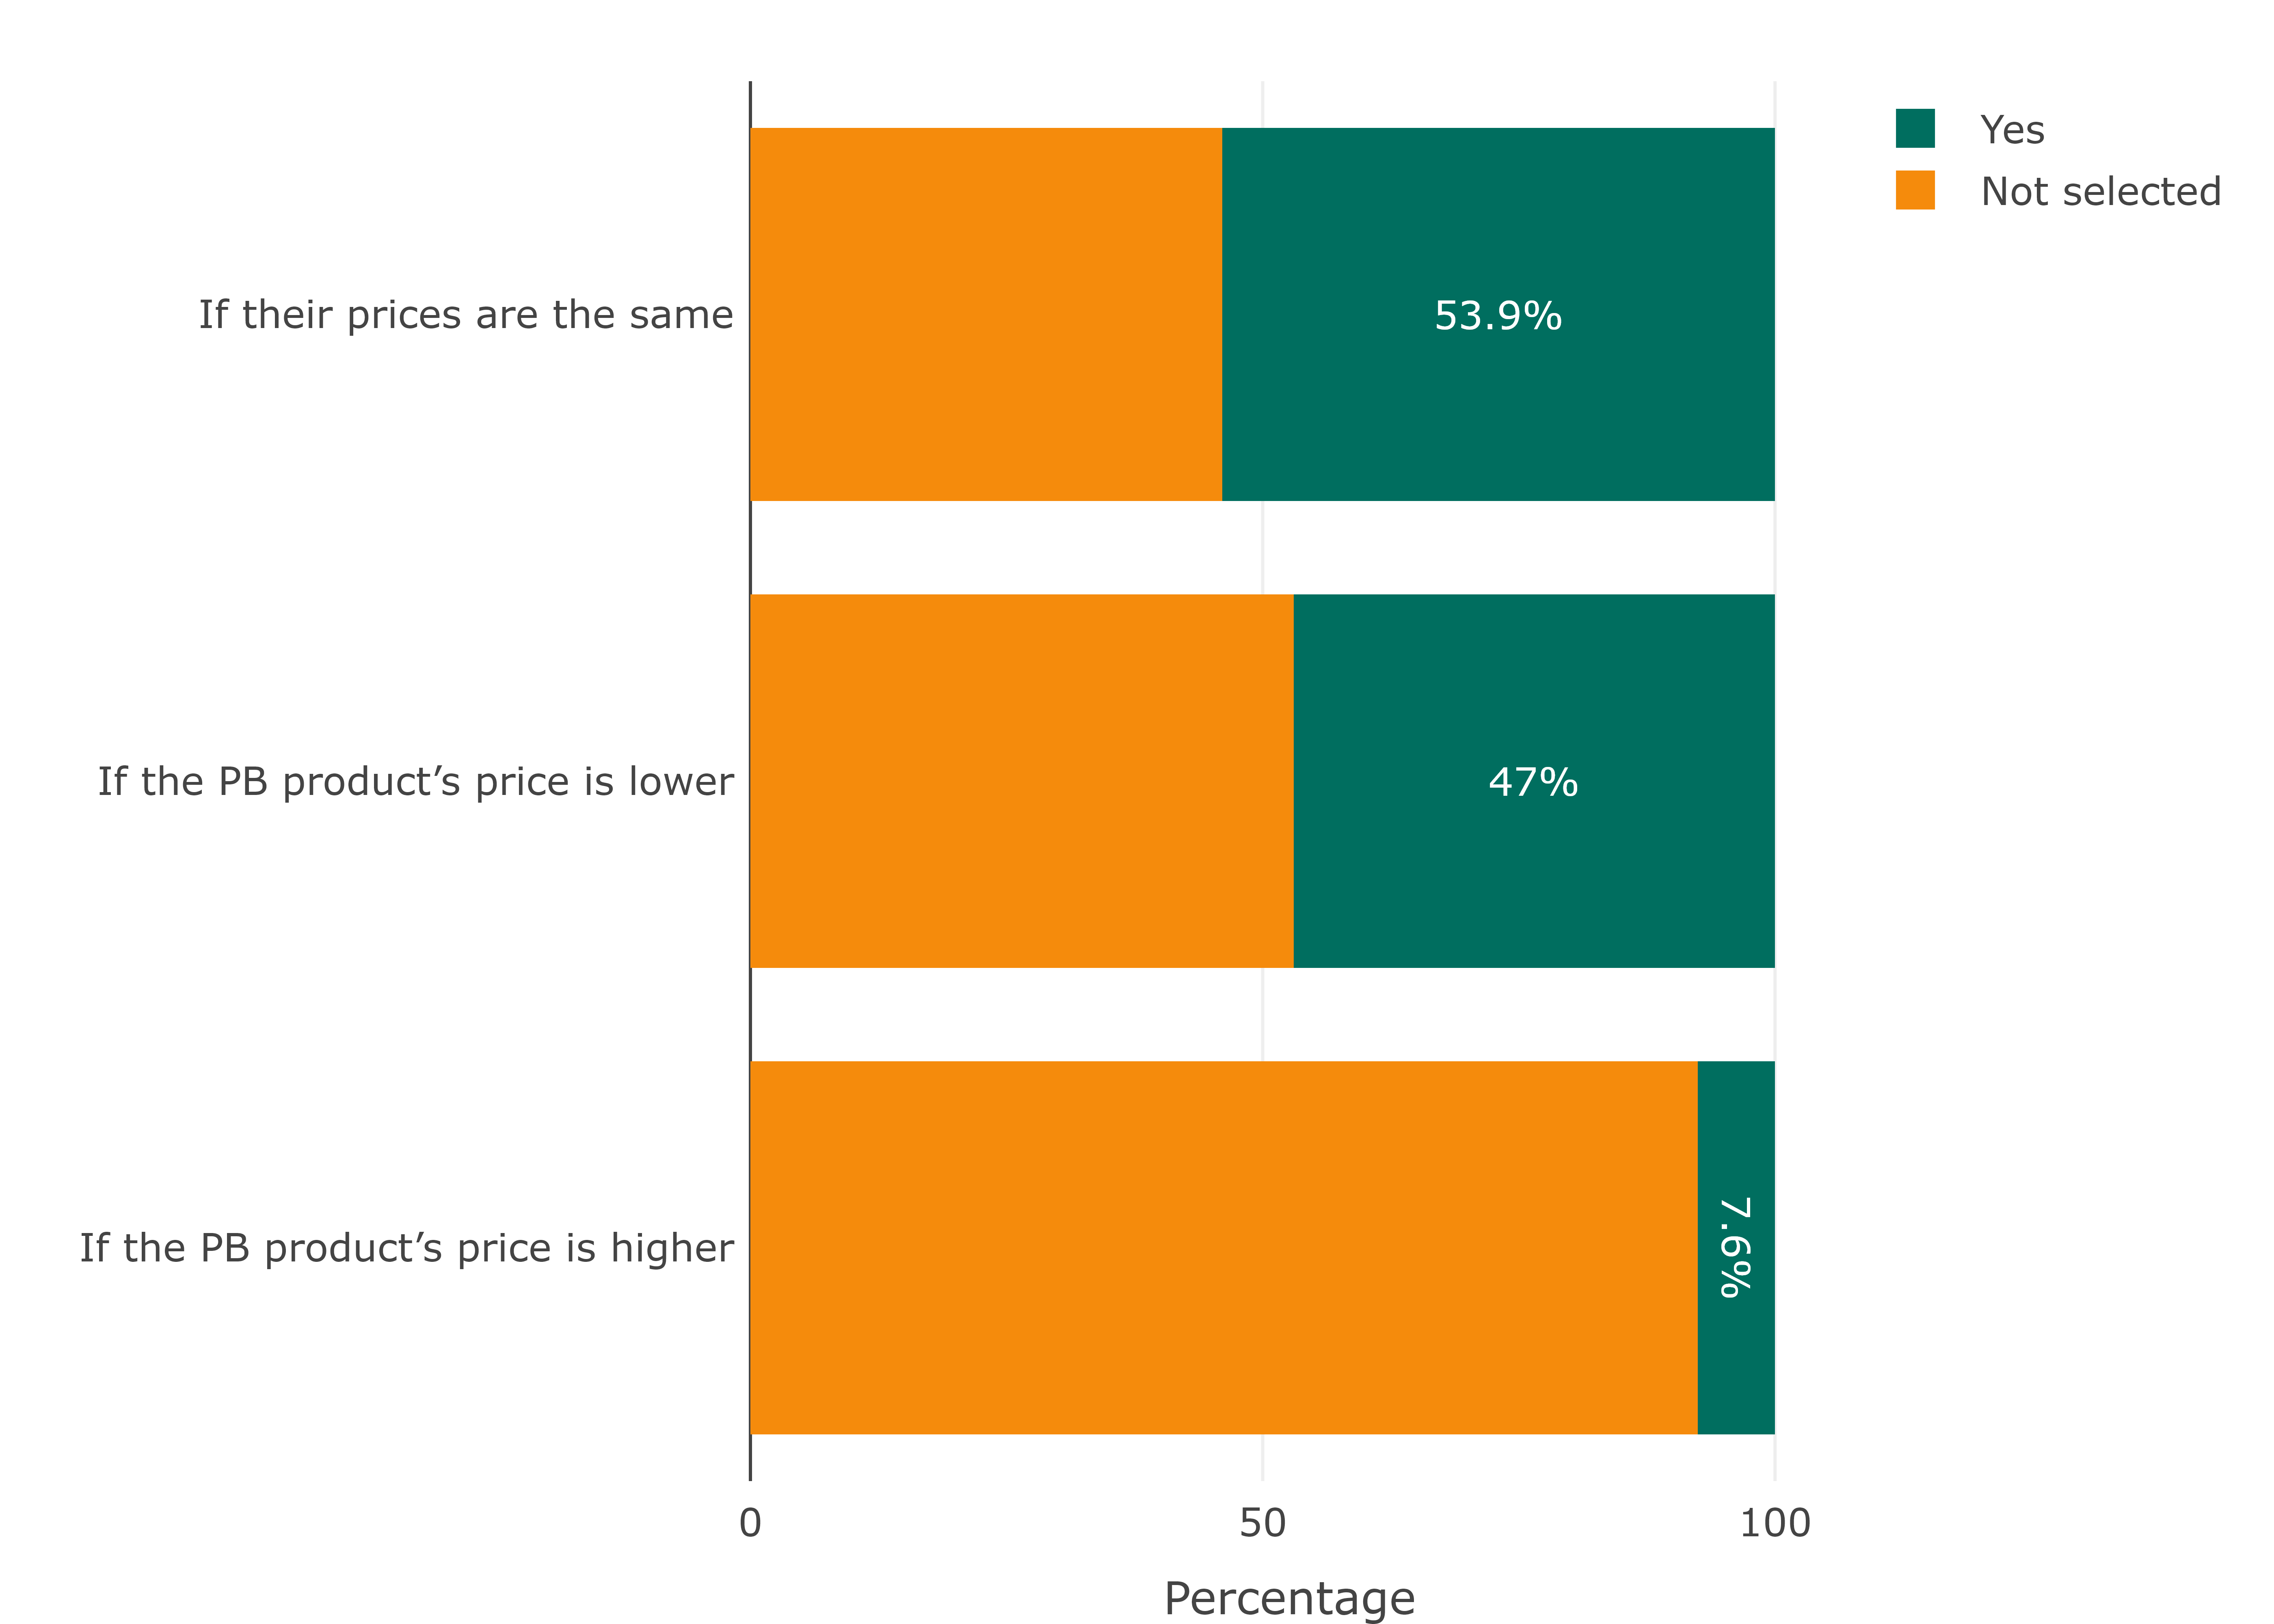 Yes
Not selected
If their prices are the same
53.9%
If the PB product’s price is lower
47%
If the PB product’s price is higher
7.6%
0
50
100
Percentage